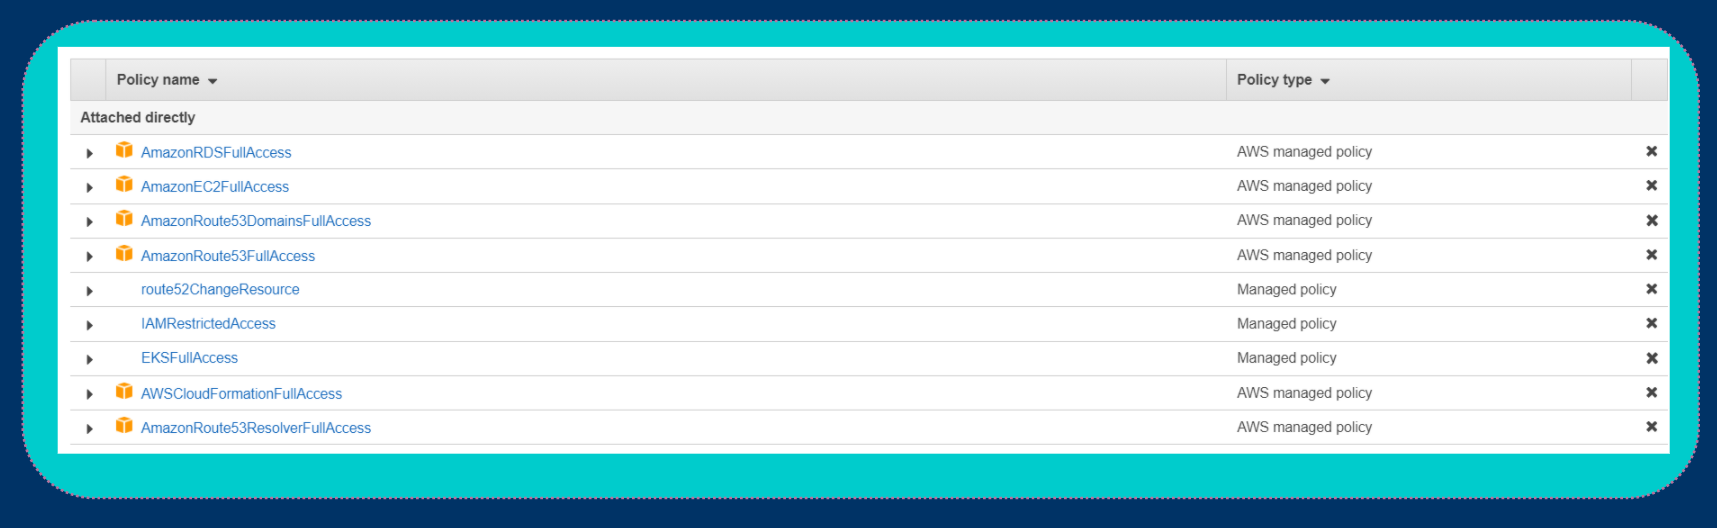 Policy name Policy type
Attached directly
AmazonRDSFullAccess AWS managed policy
AmazonEC2FullAccess AWS managed policy
AmazonRoute53DomainsFullAccess AWS managed policy
AmazonRoute53FullAccess AWS managed policy
route52ChangeResource Managed policy
IAMRestrictedAccess Managed policy
EKSFullAccess Managed policy
AWSCloudFormationFullAccess AWS managed policy
AmazonRoute53ResolverFullAccess AWS managed policy